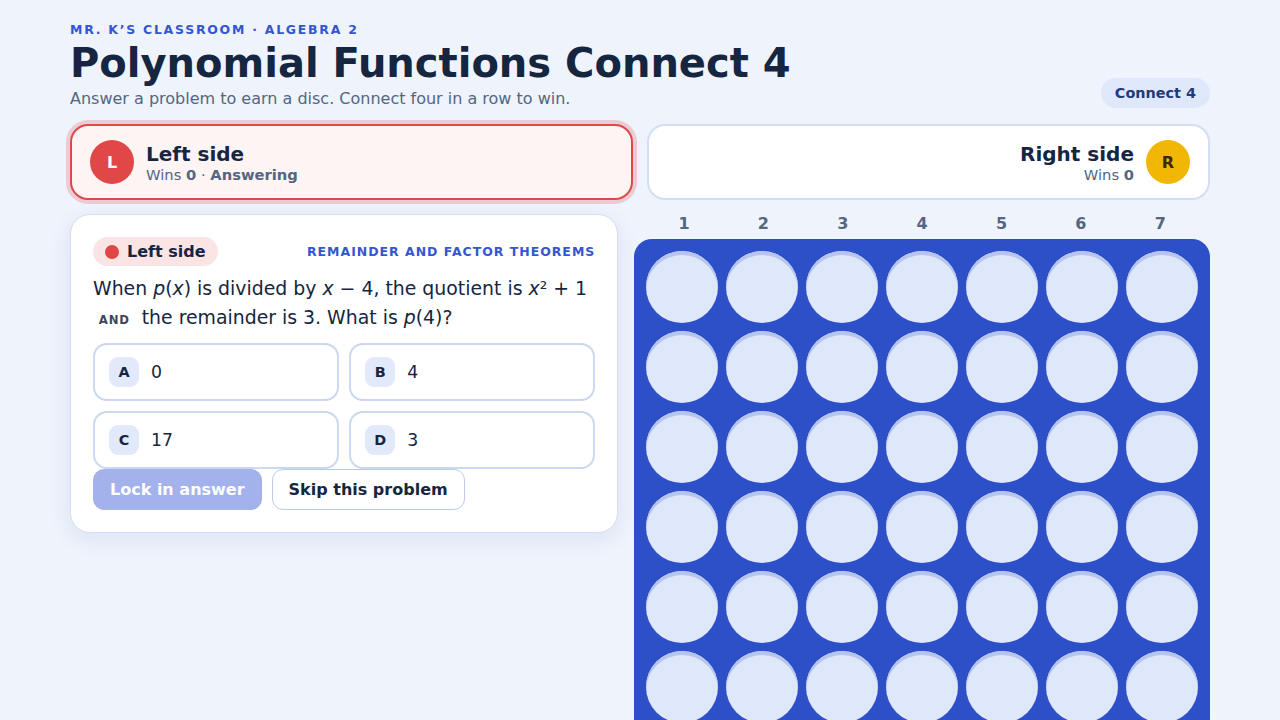 MR. K’S CLASSROOM · ALGEBRA 2
Polynomial Functions Connect 4
Answer a problem to earn a disc. Connect four in a row to win.
Connect 4
L
Left side
Wins 0 · Answering
Right side
Wins 0
R
Left side
REMAINDER AND FACTOR THEOREMS
When p(x) is divided by x − 4, the quotient is x² + 1
AND the remainder is 3. What is p(4)?
A 0
B 4
C 17
D 3
Lock in answer
Skip this problem
1 2 3 4 5 6 7